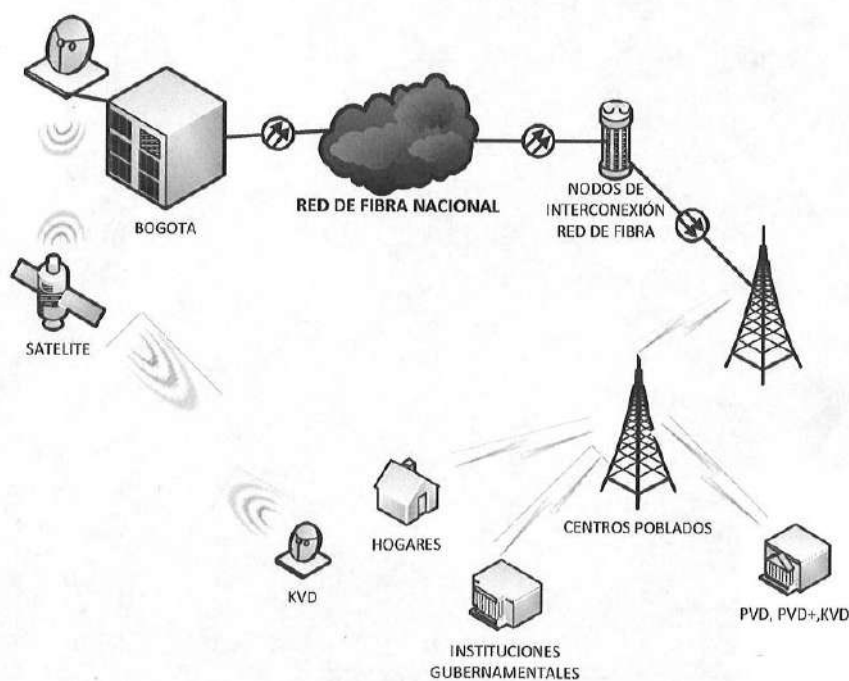 BOGOTA
RED DE FIBRA NACIONAL
NODOS DE
INTERCONEXIÓN
RED DE FIBRA
SATELITE
HOGARES
CENTROS POBLADOS
KVD
INSTITUCIONES
GUBERNAMENTALES
PVD, PVD+,KVD